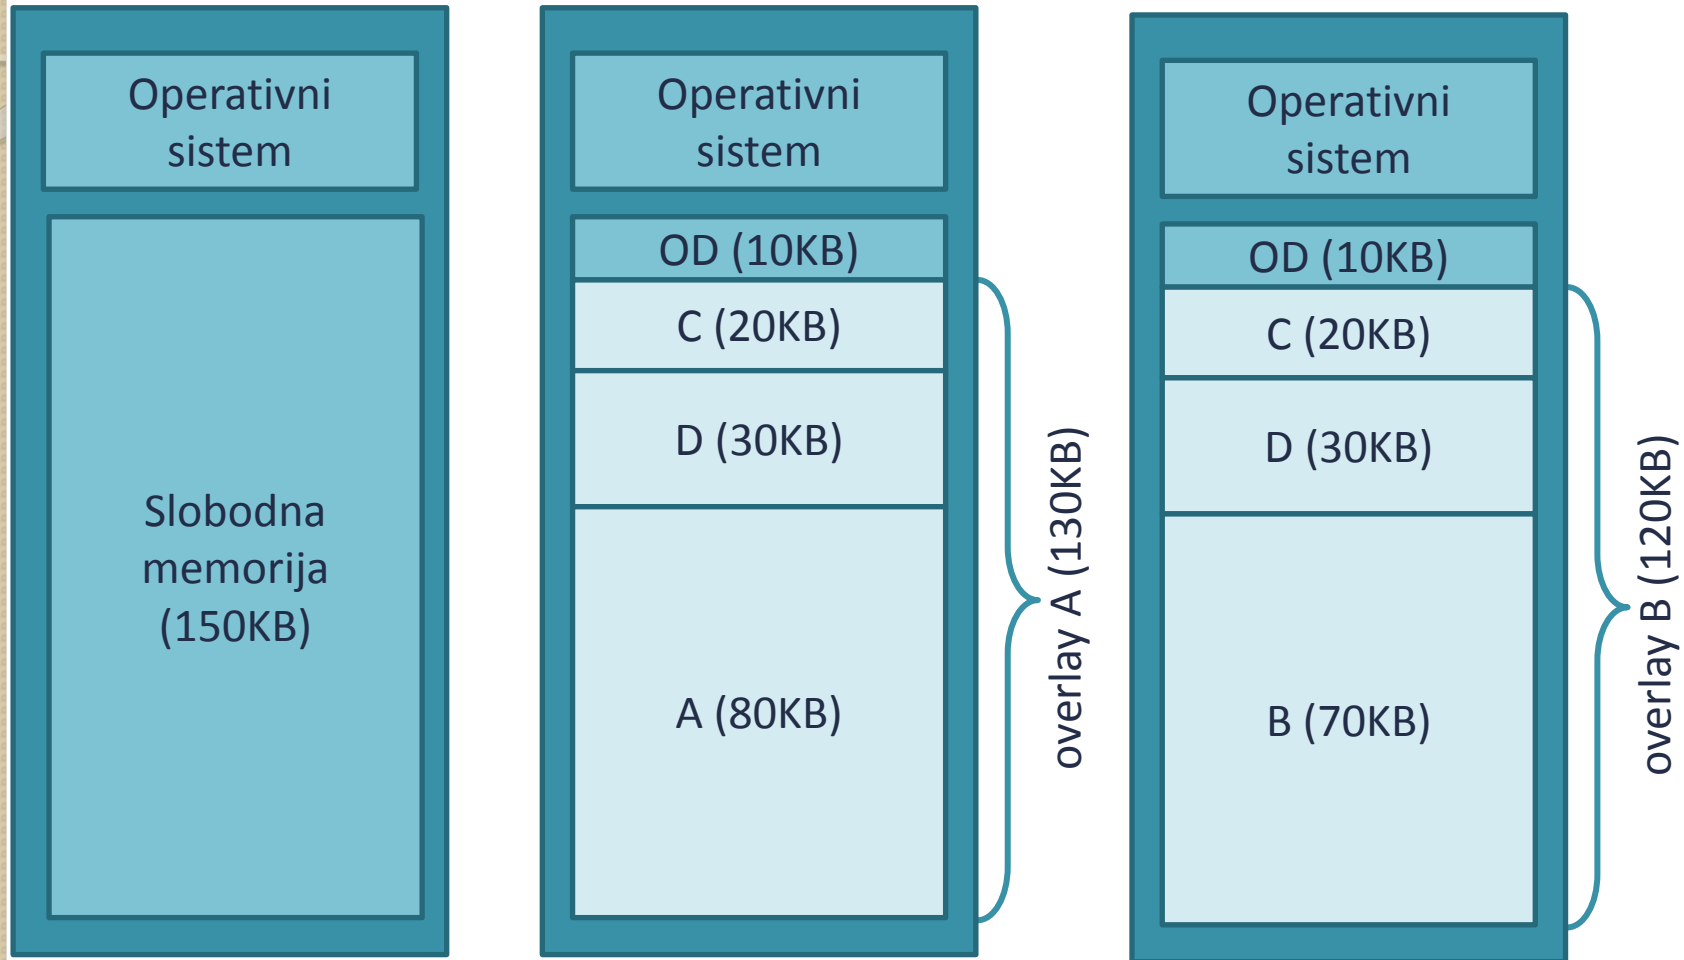 Operativni
sistem
Slobodna
memorija
(150KB)
Operativni
sistem
OD (10KB)
C (20KB)
D (30KB)
A (80KB)
overlay A (130KB)
Operativni
sistem
OD (10KB)
C (20KB)
D (30KB)
B (70KB)
overlay B (120KB)